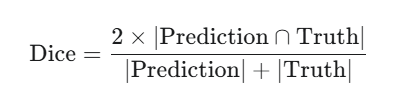 Dice = 2 × |Prediction ∩ Truth| / |Prediction| + |Truth|